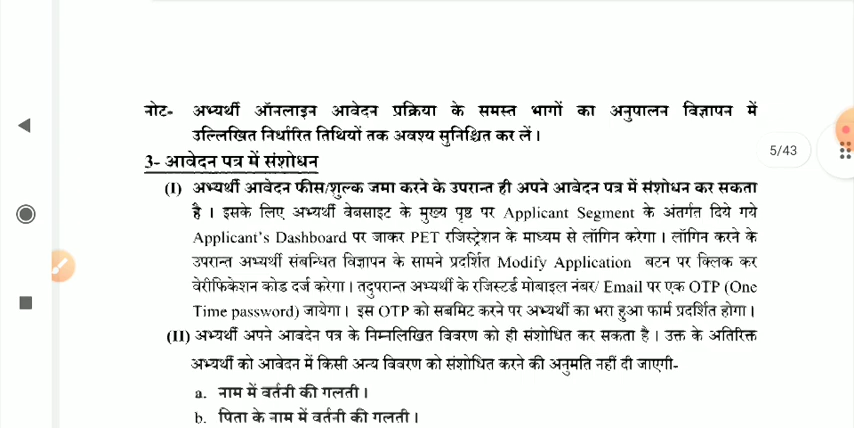 नोट- अभ्यर्थी ऑनलाइन आवेदन प्रक्रिया के समस्त भागों का अनुपालन विज्ञापन में
उल्लिखित निर्धारित तिथियों तक अवश्य सुनिश्चित कर लें।
3- आवेदन पत्र में संशोधन
5/43
(I) अभ्यर्थी आवेदन फीस/शुल्क जमा करने के उपरान्त ही अपने आवेदन पत्र में संशोधन कर सकता
है। इसके लिए अभ्यर्थी वेबसाइट के मुख्य पृष्ठ पर Applicant Segment के अंतर्गत दिये गये
Applicant's Dashboard पर जाकर PET रजिस्ट्रेशन के माध्यम से लॉगिन करेगा। लॉगिन करने के
उपरान्त अभ्यर्थी संबन्धित विज्ञापन के सामने प्रदर्शित Modify Application बटन पर क्लिक कर
वेरीफिकेशन कोड दर्ज करेगा। तदुपरान्त अभ्यर्थी के रजिस्टर्ड मोबाइल नंबर/ Email पर एक OTP (One
Time password) जायेगा। इस OTP को सबमिट करने पर अभ्यर्थी का भरा हुआ फार्म प्रदर्शित होगा।
(II) अभ्यर्थी अपने आवदेन पत्र के निम्नलिखित विवरण को ही संशोधित कर सकता है। उक्त के अतिरिक्त
अभ्यर्थी को आवेदन में किसी अन्य विवरण को संशोधित करने की अनुमति नहीं दी जाएगी-
a. नाम में वर्तनी की गलती।
b. पिता के नाम में वर्तनी की गलती।